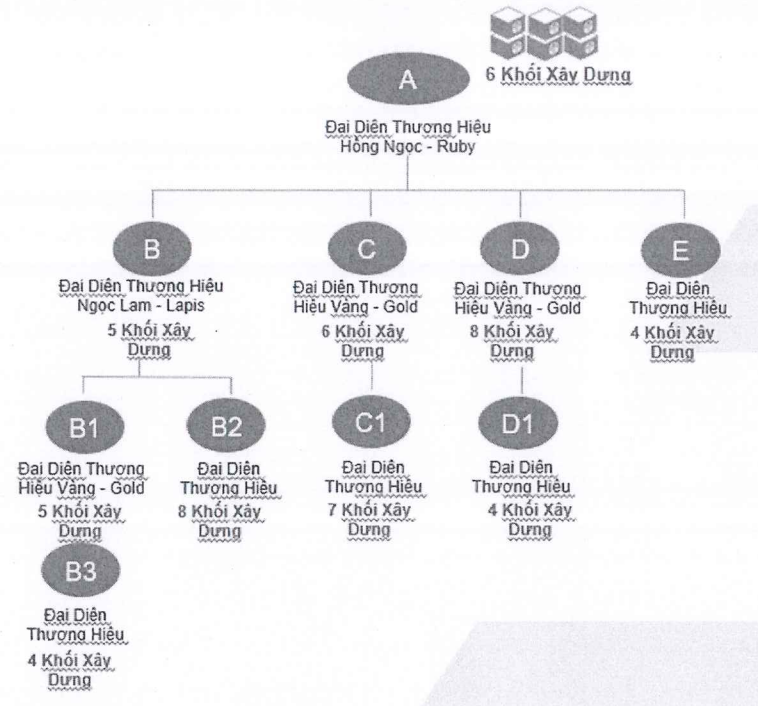 6 Khối Xây Dựng
A
Đại Diện Thương Hiệu
Hồng Ngọc - Ruby
B
C
D
E
Đại Diện Thương Hiệu
Ngọc Lam - Lapis
5 Khối Xây
Dựng
Đại Diện Thương
Hiệu Vàng - Gold
6 Khối Xây
Dựng
Đại Diện Thương
Hiệu Vàng - Gold
8 Khối Xây
Dựng
Đại Diện
Thương Hiệu
4 Khối Xây
Dựng
B1
B2
C1
D1
Đại Diện Thương
Hiệu Vàng - Gold
5 Khối Xây
Dựng
Đại Diện
Thương Hiệu
8 Khối Xây
Dựng
Đại Diện
Thương Hiệu
7 Khối Xây
Dựng
Đại Diện
Thương Hiệu
4 Khối Xây
Dựng
B3
Đại Diện
Thương Hiệu
4 Khối Xây
Dựng